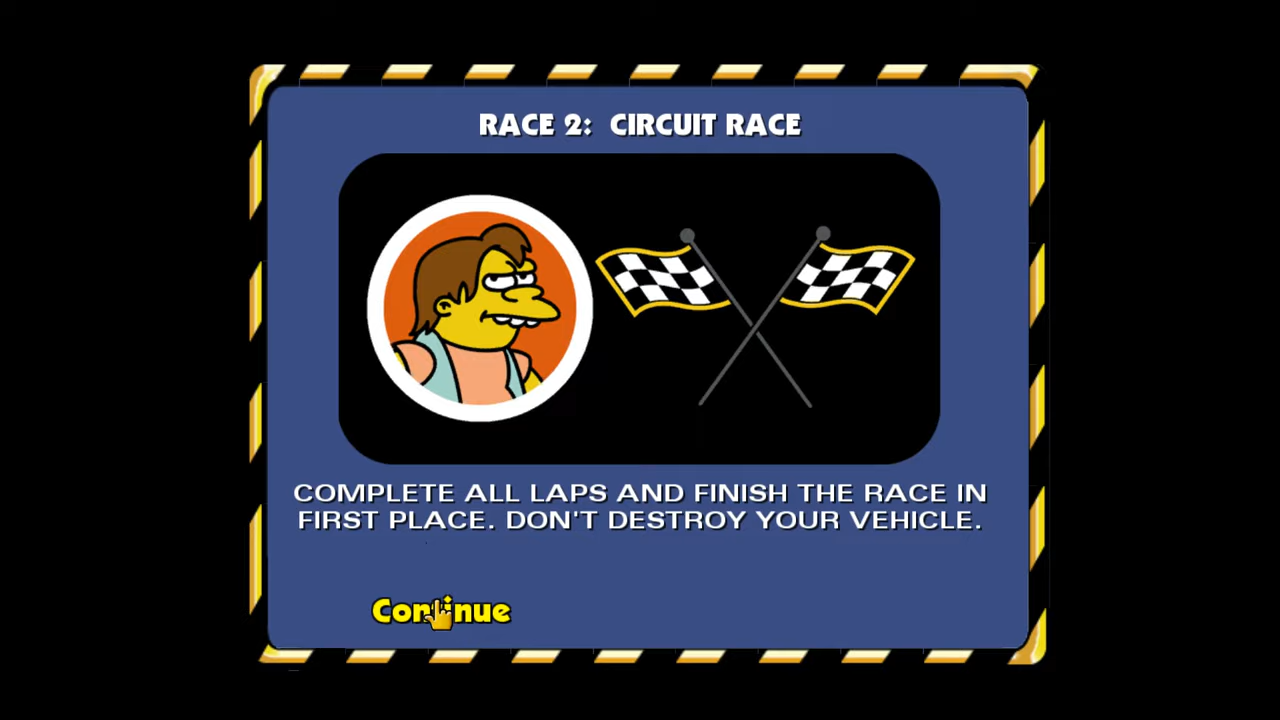 RACE 2: CIRCUIT RACE
COMPLETE ALL LAPS AND FINISH THE RACE IN
FIRST PLACE. DON'T DESTROY YOUR VEHICLE.
Continue